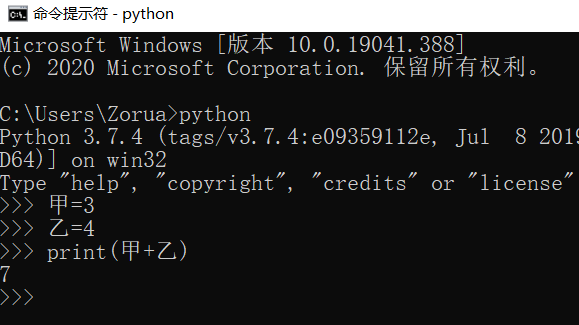 命令提示符 - python
Microsoft Windows [版本 10.0.19041.388]
(c) 2020 Microsoft Corporation. 保留所有权利。
C:\Users\Zorua>python
Python 3.7.4 (tags/v3.7.4:e09359112e, Jul  8 2019
D64)] on win32
Type "help", "copyright", "credits" or "license"
>>> 甲=3
>>> 乙=4
>>> print(甲+乙)
7
>>>